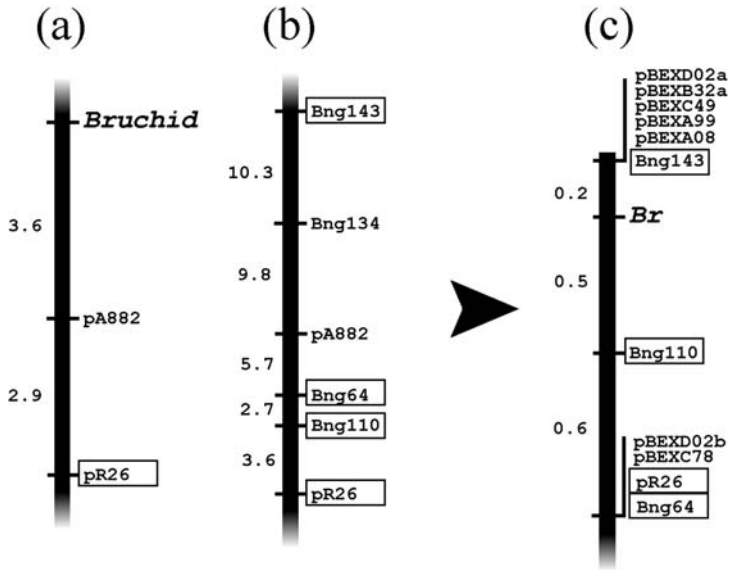 (a)
Bruchid
3.6
pA882
2.9
pR26
(b)
Bng143
10.3
Bng134
9.8
pA882
5.7
Bng64
2.7
Bng110
3.6
pR26
(c)
pBEXD02a
pBEXB32a
pBEXC49
pBEXA99
pBEXA08
Bng143
0.2
Br
0.5
Bng110
0.6
pBEXD02b
pBEXC78
pR26
Bng64